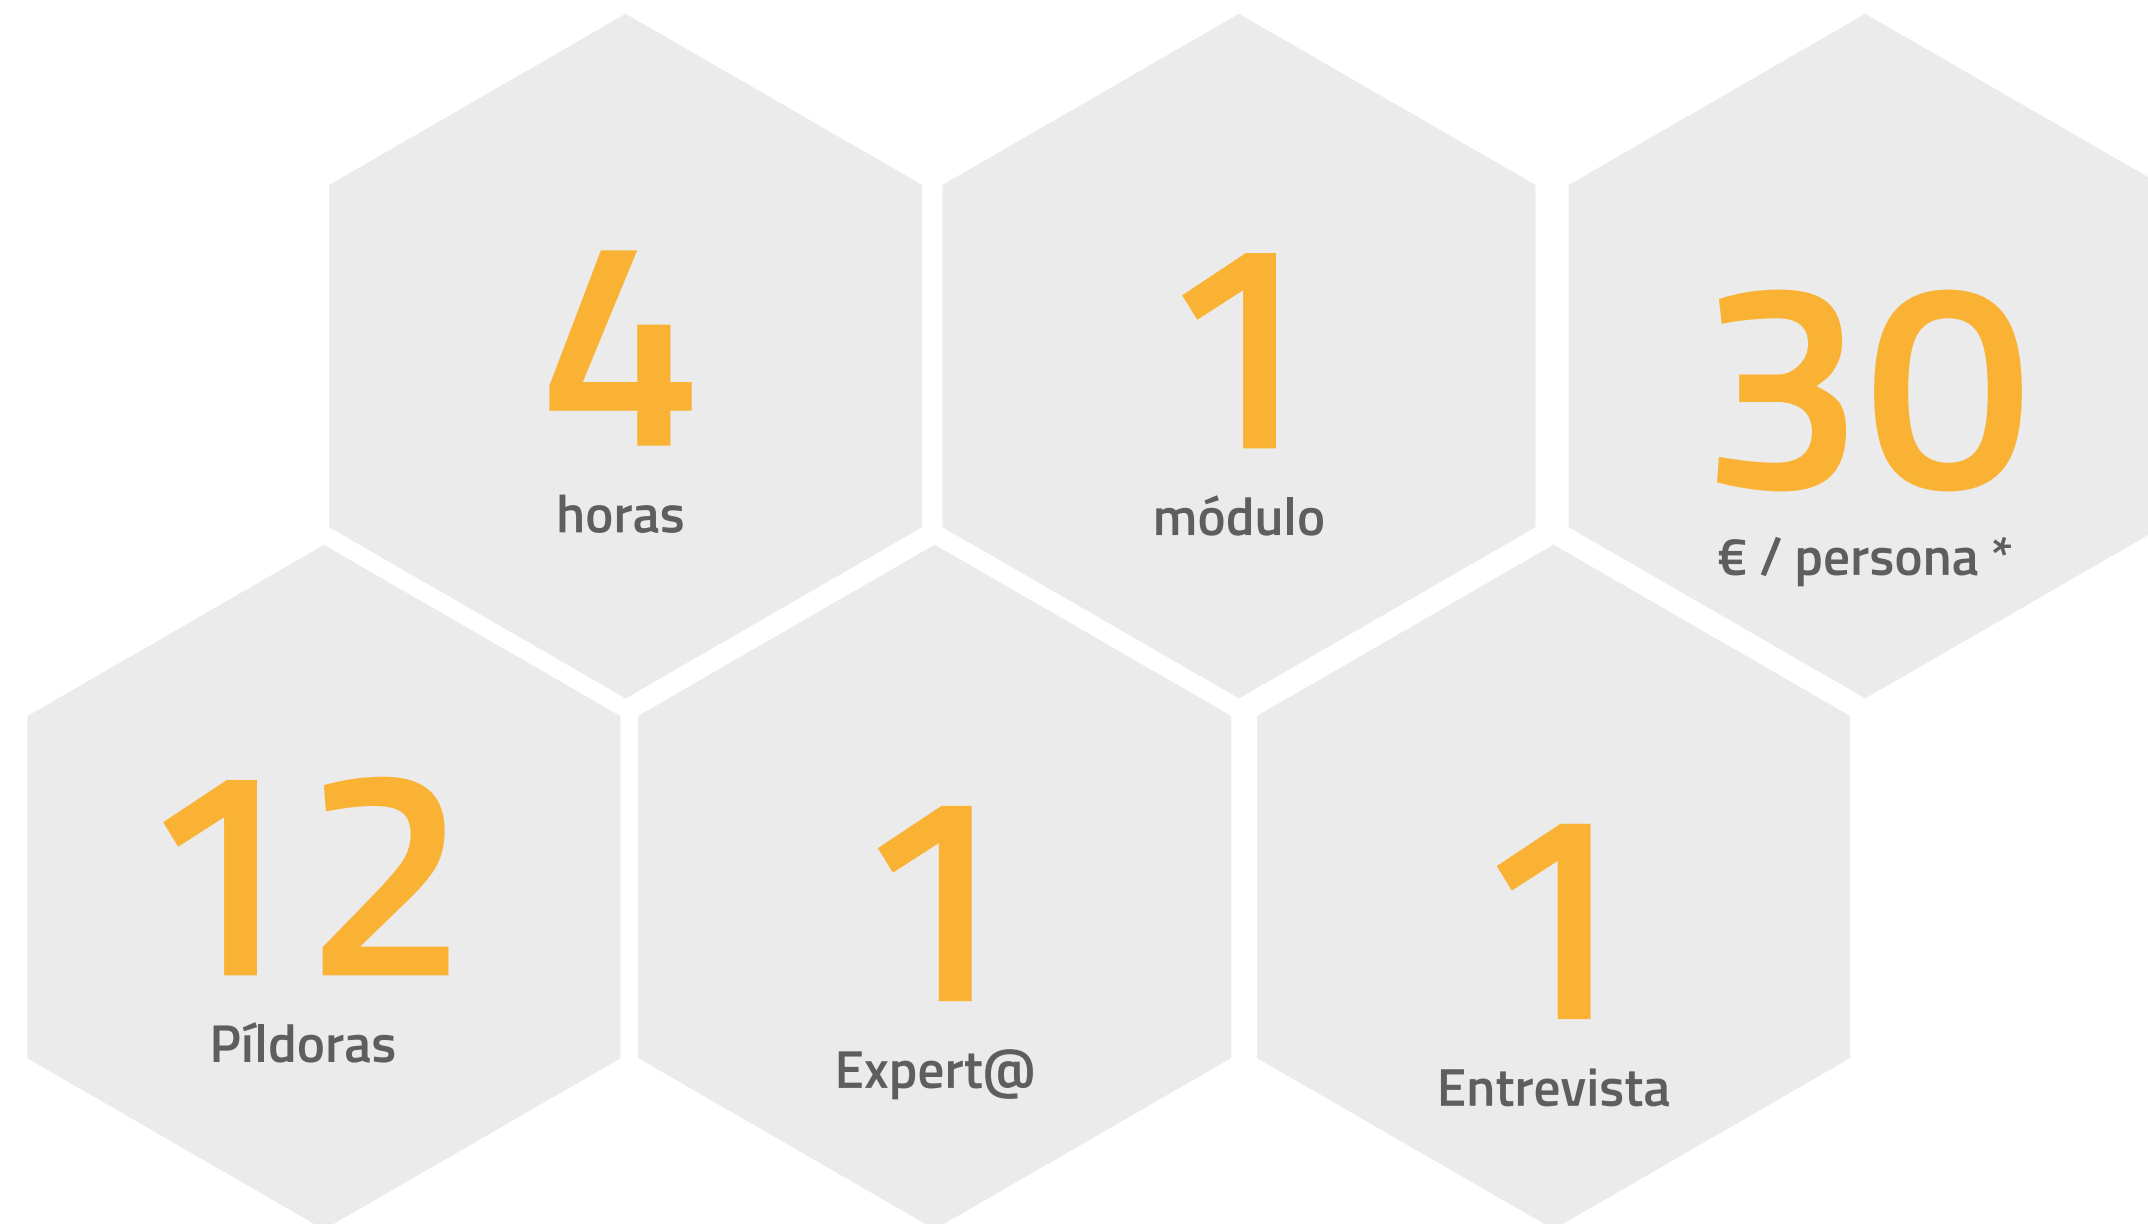 4
horas
1
módulo
30
€ / persona *
12
Píldoras
1
Expert@
1
Entrevista